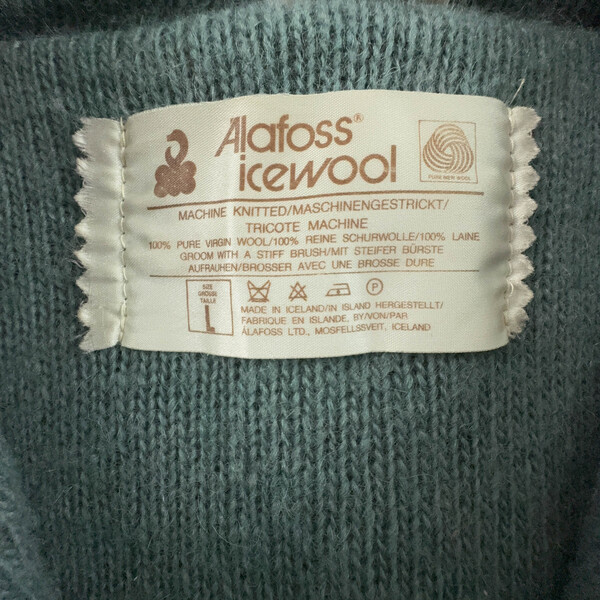 Alafoss®
icewool
PURE NEW WOOL
MACHINE KNITTED/MASCHINENGESTRICKT/
TRICOTE MACHINE
100% PURE VIRGIN WOOL/100% REINE SCHURWOLLE/100% LAINE
GROOM WITH A STIFF BRUSH/MIT STEIFER BÜRSTE
AUFRAUHEN/BROSSER AVEC UNE BROSSE DURE
SIZE
GRÖSSE
TAILLE
L
P
MADE IN ICELAND/IN ISLAND HERGESTELLT/
FABRIQUE EN ISLANDE. BY/VON/PAR
ÁLAFOSS LTD., MOSFELLSSVEIT, ICELAND